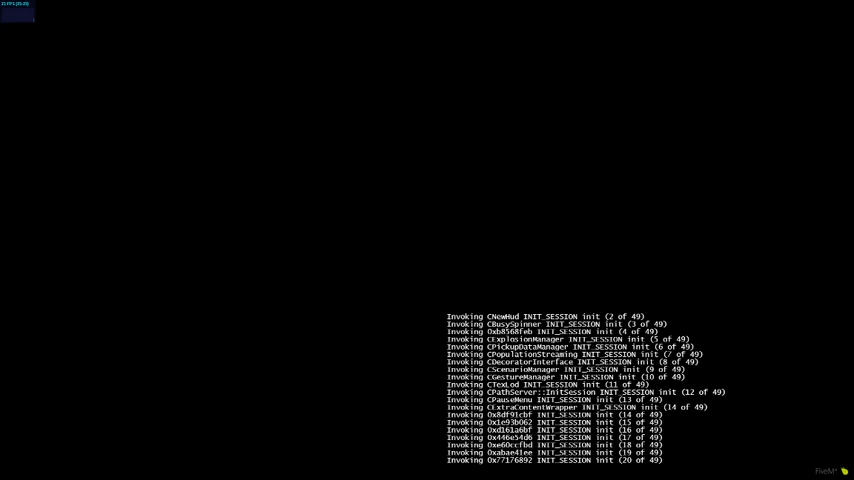 Invoking CNewHud INIT_SESSION init (2 of 49)
Invoking CBusySpinner INIT_SESSION init (3 of 49)
Invoking 0xb8568feb INIT_SESSION init (4 of 49)
Invoking CExplosionManager INIT_SESSION init (5 of 49)
Invoking CPickupDataManager INIT_SESSION init (6 of 49)
Invoking CPopulationStreaming INIT_SESSION init (7 of 49)
Invoking CDecoratorInterface INIT_SESSION init (8 of 49)
Invoking CScenarioManager INIT_SESSION init (9 of 49)
Invoking CGestureManager INIT_SESSION init (10 of 49)
Invoking CTexLod INIT_SESSION init (11 of 49)
Invoking CPathServer::InitSession INIT_SESSION init (12 of 49)
Invoking CPauseMenu INIT_SESSION init (13 of 49)
Invoking CExtraContentWrapper INIT_SESSION init (14 of 49)
Invoking 0x8df91cbf INIT_SESSION init (14 of 49)
Invoking 0x1e93b062 INIT_SESSION init (15 of 49)
Invoking 0xd161a6bf INIT_SESSION init (16 of 49)
Invoking 0x446e54d6 INIT_SESSION init (17 of 49)
Invoking 0xe60ccfbd INIT_SESSION init (18 of 49)
Invoking 0xabae41ee INIT_SESSION init (19 of 49)
Invoking 0x77176892 INIT_SESSION init (20 of 49)
FiveM*